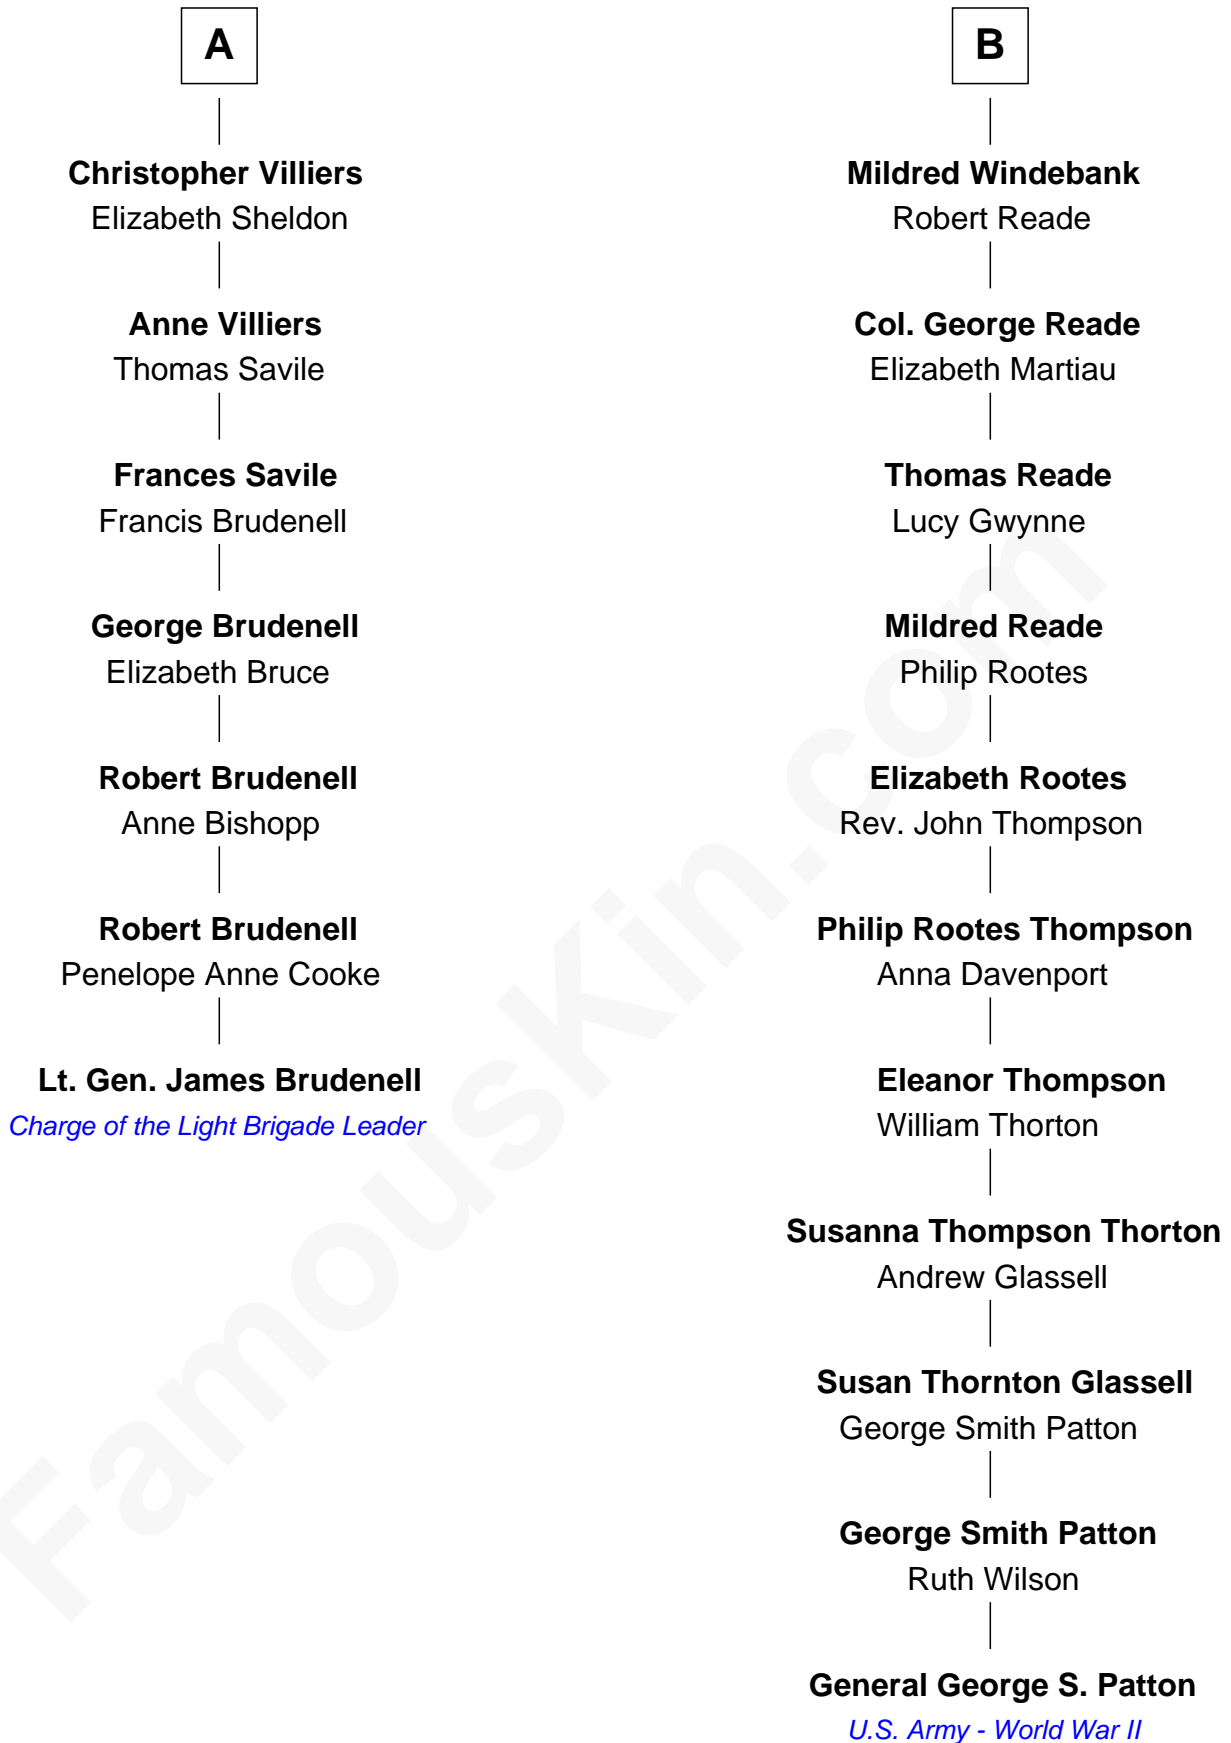 A
Christopher Villiers
Elizabeth Sheldon
Anne Villiers
Thomas Savile
Frances Savile
Francis Brudenell
George Brudenell
Elizabeth Bruce
Robert Brudenell
Anne Bishopp
Robert Brudenell
Penelope Anne Cooke
Lt. Gen. James Brudenell
Charge of the Light Brigade Leader
B
Mildred Windebank
Robert Reade
Col. George Reade
Elizabeth Martiau
Thomas Reade
Lucy Gwynne
Mildred Reade
Philip Rootes
Elizabeth Rootes
Rev. John Thompson
Philip Rootes Thompson
Anna Davenport
Eleanor Thompson
William Thorton
Susanna Thompson Thorton
Andrew Glassell
Susan Thornton Glassell
George Smith Patton
George Smith Patton
Ruth Wilson
General George S. Patton
U.S. Army - World War II
FamousKin.com